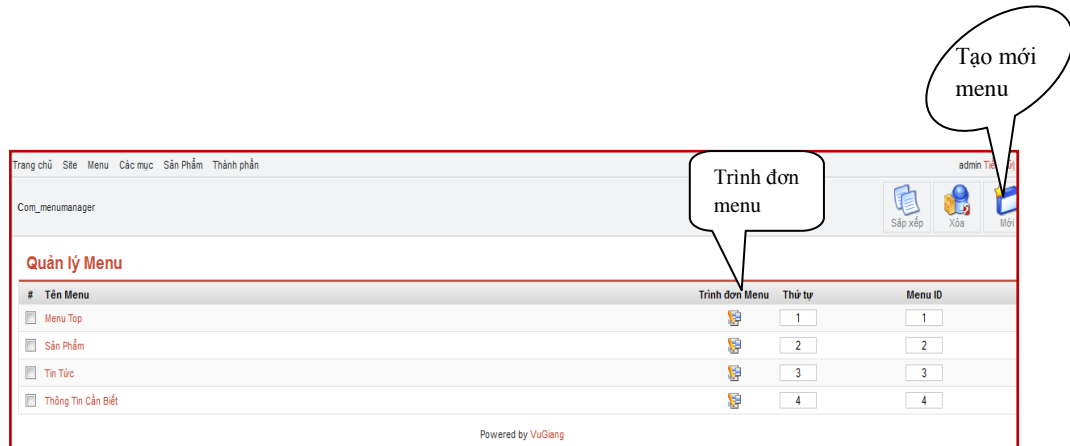 Tạo mới
menu
Trang chủ Site Menu Các mục Sản Phẩm Thành phần
admin
Trình đơn
menu
Com_menumanager
Sắp xếp Xóa Mới
Quản lý Menu
# Tên Menu Trình đơn Menu Thứ tự Menu ID
Menu Top 1 1
Sản Phẩm 2 2
Tin Tức 3 3
Thông Tin Cần Biết 4 4
Powered by VuGiang